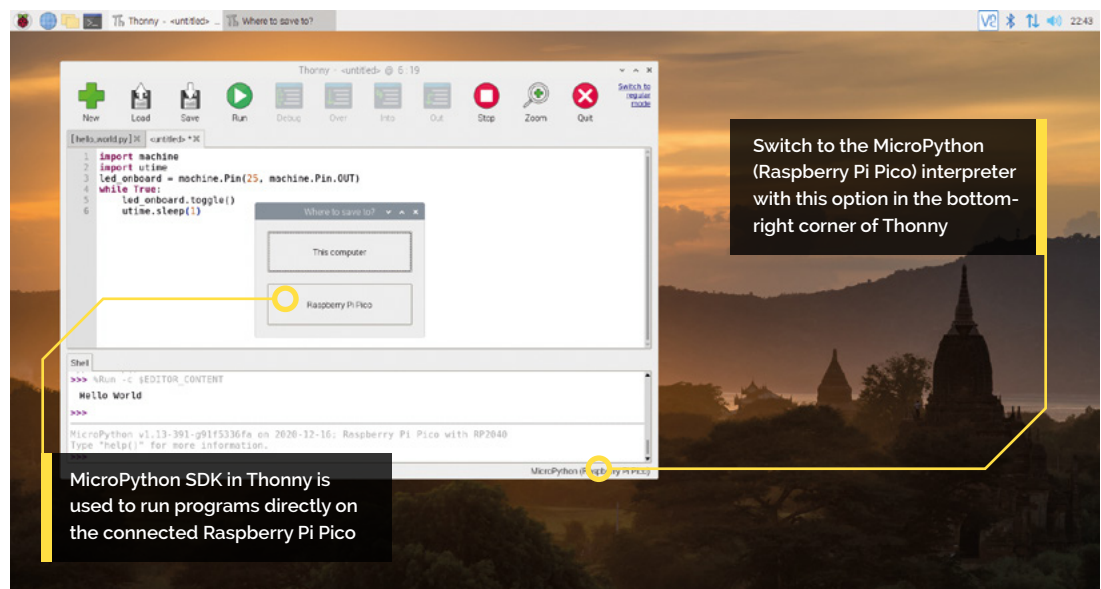 Thonny - <untitled> ..
Where to save to?
22:43
Thonny - <untitled> @ 6:19
New
Load
Save
Run
Debug
Over
Into
Out
Stop
Zoom
Quit
Switch to
regular
mode
[hello_world.py]
<untitled> *
1 import machine
2 import utime
3 led_onboard = machine.Pin(25, machine.Pin.OUT)
4 while True:
5 led_onboard.toggle()
6 utime.sleep(1)
Where to save to?
This computer
Raspberry Pi Pico
Switch to the MicroPython
(Raspberry Pi Pico) interpreter
with this option in the bottom-
right corner of Thonny
Shell
>>> %Run -c $EDITOR_CONTENT
Hello World
>>>
MicroPython v1.13-391-g91f5336fa on 2020-12-16; Raspberry Pi Pico with RP2040
Type "help()" for more information.
>>>
MicroPython (Raspberry Pi Pico)
MicroPython SDK in Thonny is
used to run programs directly on
the connected Raspberry Pi Pico